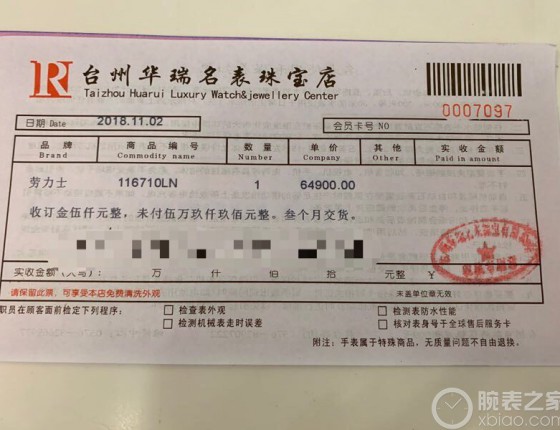 R 台州华瑞名表珠宝店
Taizhou Huarui Luxury Watch&jewellery Center
0007097
日期 Date 2018.11.02 会员卡号 NO
品牌 商品编号 数量 单价 其他 实收金额
Brand Commodity name Number Company Other Paid in amount
劳力士 116710LN 1 64900.00
收订金伍仟元整，未付伍万玖仟玖佰元整。叁个月交货。
实收金额(大写): 万 仟 佰 拾 元整 ¥
请保留此票，可享受本店免费清洗外观 未盖单位章无效
职员在顾客面前检定下列程序： 检查表外观 检测表防水性能
检测机械表走时误差 核对表身号于全球售后服务卡
附注：手表属于特殊商品，无质量问题不自由退换。
腕表之家
xbiao.com